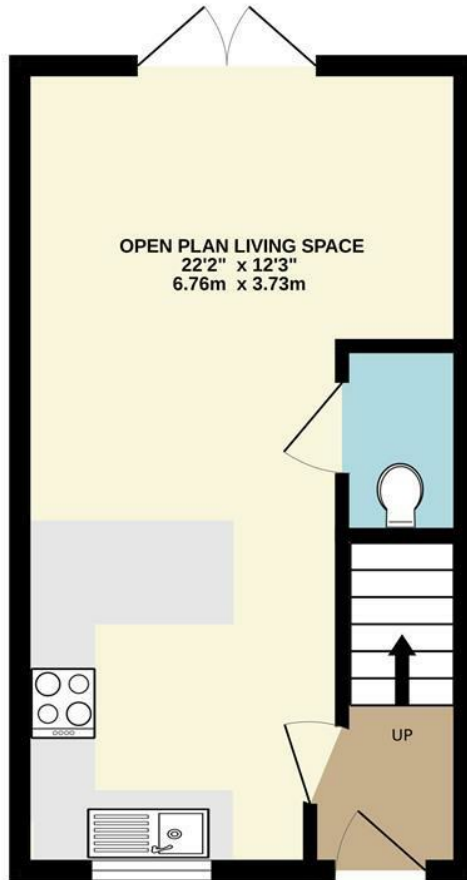 OPEN PLAN LIVING SPACE
22'2" x 12'3"
6.76m x 3.73m
UP